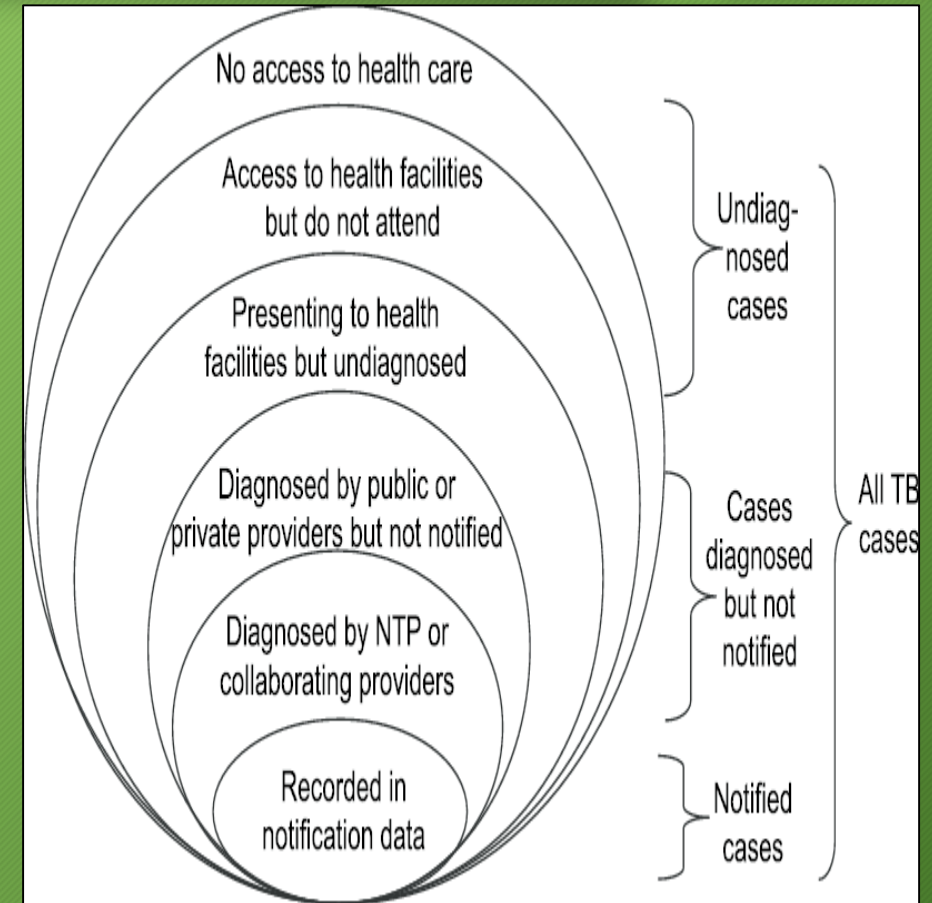 No access to health care
Access to health facilities
but do not attend
Presenting to health
facilities but undiagnosed
Diagnosed by public or
private providers but not notified
Diagnosed by NTP or
collaborating providers
Recorded in
notification data
Undiag-
nosed
cases
Cases
diagnosed
but not
notified
Notified
cases
All TB
cases